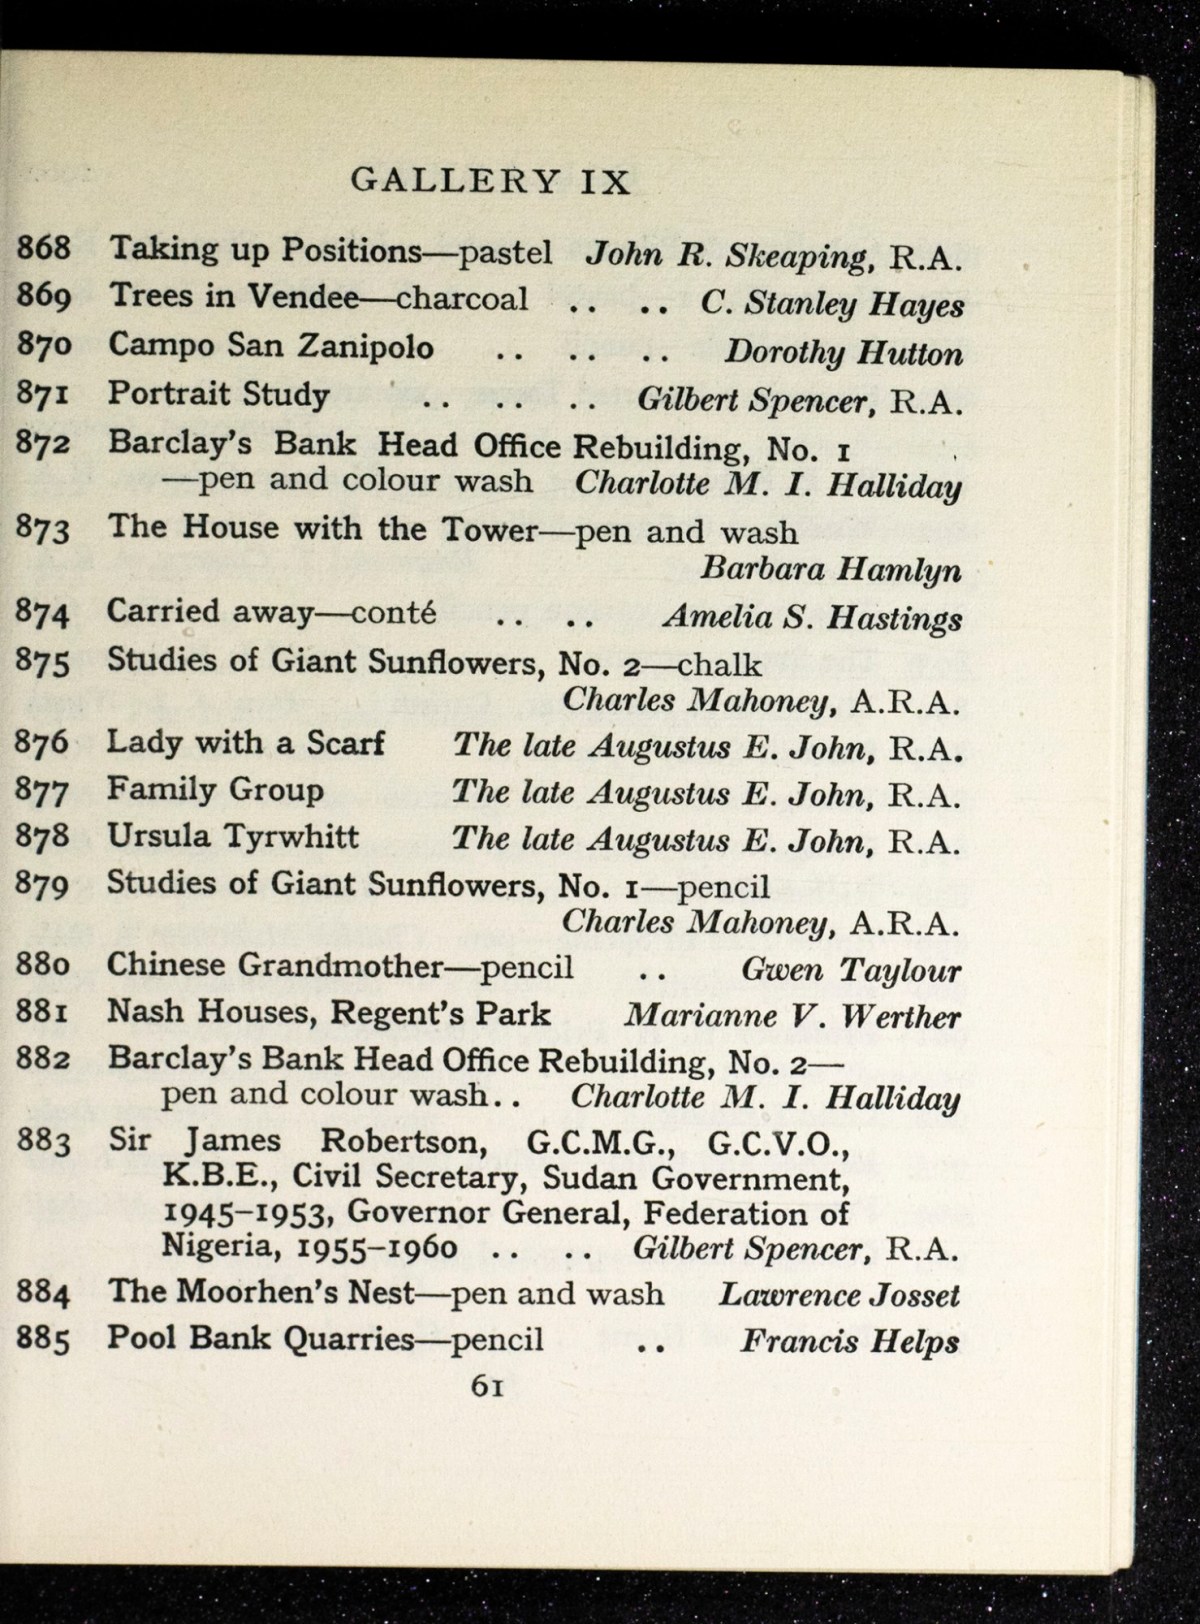 GALLERY IX
868 Taking up Positions—pastel John R. Skeaping, R.A.
869 Trees in Vendee—charcoal .. .. C. Stanley Hayes
870 Campo San Zanipolo .. .. .. Dorothy Hutton
871 Portrait Study .. .. .. Gilbert Spencer, R.A.
872 Barclay's Bank Head Office Rebuilding, No. 1
—pen and colour wash Charlotte M. I. Halliday
873 The House with the Tower—pen and wash
Barbara Hamlyn
874 Carried away—conté .. .. Amelia S. Hastings
875 Studies of Giant Sunflowers, No. 2—chalk
Charles Mahoney, A.R.A.
876 Lady with a Scarf The late Augustus E. John, R.A.
877 Family Group The late Augustus E. John, R.A.
878 Ursula Tyrwhitt The late Augustus E. John, R.A.
879 Studies of Giant Sunflowers, No. 1—pencil
Charles Mahoney, A.R.A.
880 Chinese Grandmother—pencil .. Gwen Taylour
881 Nash Houses, Regent's Park Marianne V. Werther
882 Barclay's Bank Head Office Rebuilding, No. 2—
pen and colour wash.. Charlotte M. I. Halliday
883 Sir James Robertson, G.C.M.G., G.C.V.O.,
K.B.E., Civil Secretary, Sudan Government,
1945–1953, Governor General, Federation of
Nigeria, 1955–1960 .. .. Gilbert Spencer, R.A.
884 The Moorhen's Nest—pen and wash Lawrence Josset
885 Pool Bank Quarries—pencil .. Francis Helps
61